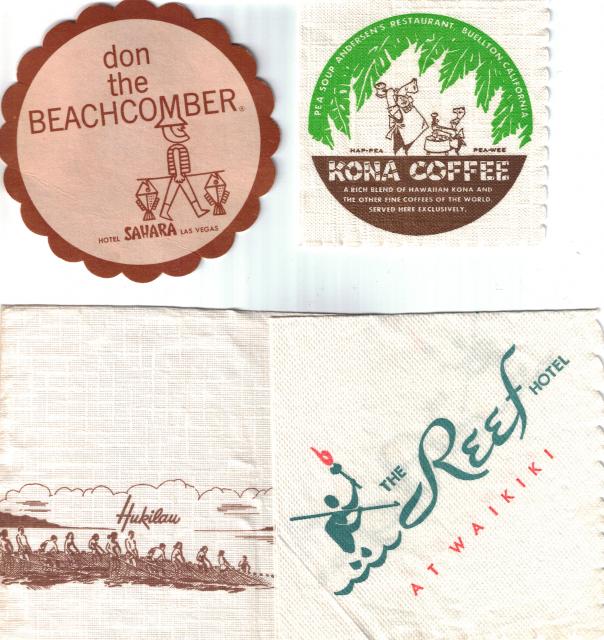 don
the
BEACHCOMBER®
HOTEL SAHARA LAS VEGAS
PEA SOUP ANDERSEN'S RESTAURANT BUELLTON, CALIFORNIA
HAP-PEA PEA-WEE
KONA COFFEE
A RICH BLEND OF HAWAIIAN KONA AND
THE OTHER FINE COFFEES OF THE WORLD.
SERVED HERE EXCLUSIVELY.
Hukilau
THE Reef HOTEL
AT WAIKIKI